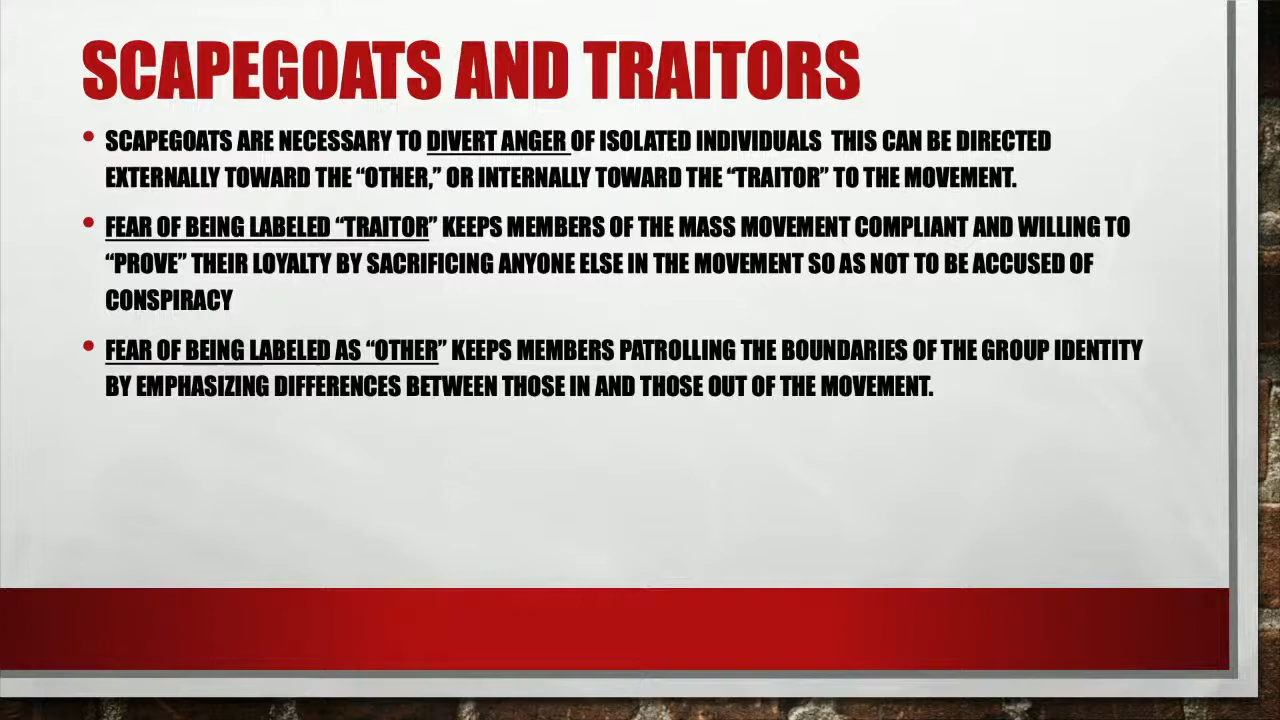 SCAPEGOATS AND TRAITORS
• SCAPEGOATS ARE NECESSARY TO DIVERT ANGER OF ISOLATED INDIVIDUALS  THIS CAN BE DIRECTED
EXTERNALLY TOWARD THE “OTHER,” OR INTERNALLY TOWARD THE “TRAITOR” TO THE MOVEMENT.
• FEAR OF BEING LABELED “TRAITOR” KEEPS MEMBERS OF THE MASS MOVEMENT COMPLIANT AND WILLING TO
“PROVE” THEIR LOYALTY BY SACRIFICING ANYONE ELSE IN THE MOVEMENT SO AS NOT TO BE ACCUSED OF
CONSPIRACY
• FEAR OF BEING LABELED AS “OTHER” KEEPS MEMBERS PATROLLING THE BOUNDARIES OF THE GROUP IDENTITY
BY EMPHASIZING DIFFERENCES BETWEEN THOSE IN AND THOSE OUT OF THE MOVEMENT.